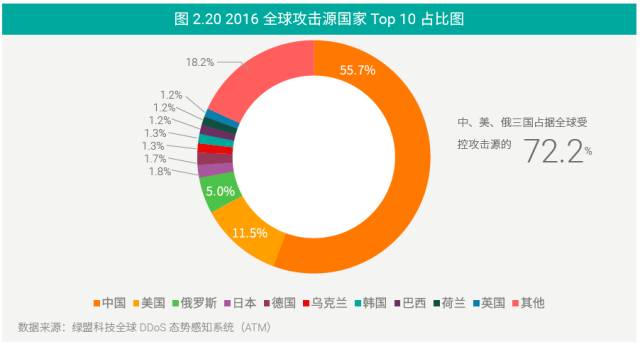 图 2.20 2016 全球攻击源国家 Top 10 占比图
18.2%
55.7%
1.2%
1.2%
1.2%
1.3%
1.3%
1.7%
1.8%
5.0%
11.5%
中、美、俄三国占据全球受
控攻击源的 72.2%
中国 美国 俄罗斯 日本 德国 乌克兰 韩国 巴西 荷兰 英国 其他
数据来源：绿盟科技全球 DDoS 态势感知系统（ATM）